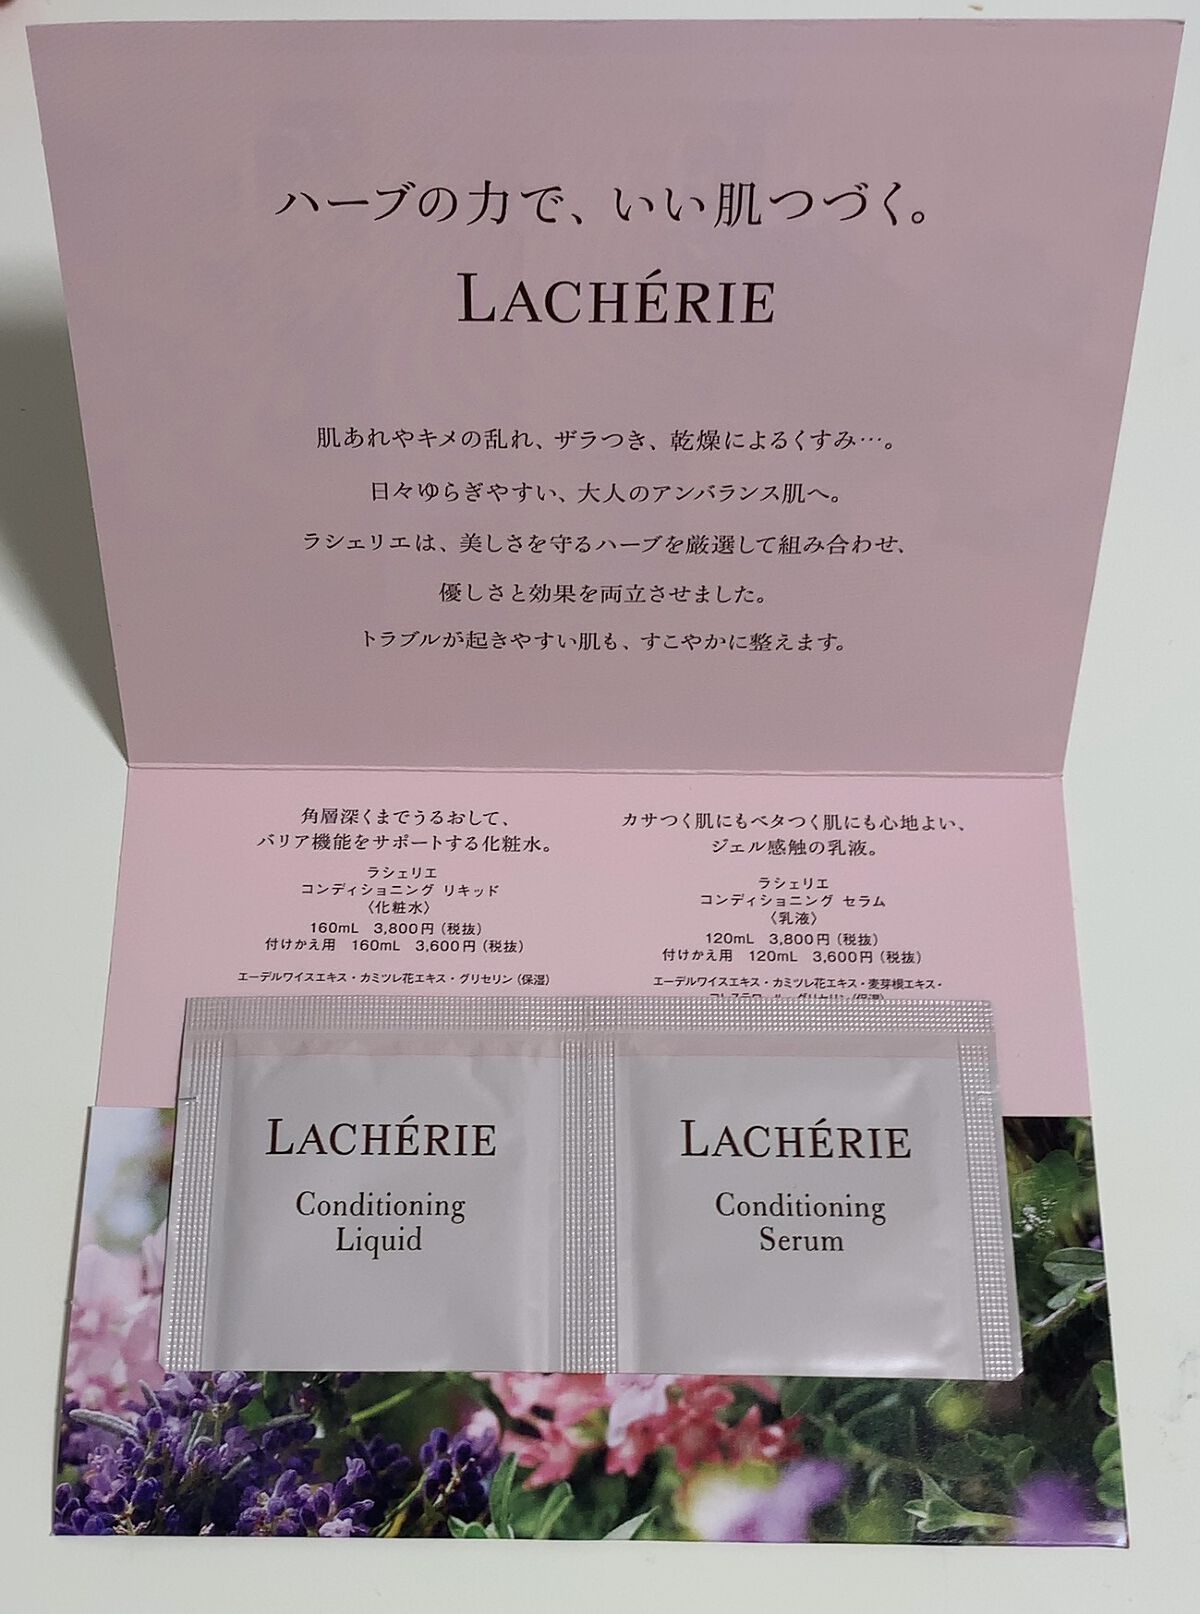 ハーブの力で、いい肌つづく。
LACHÉRIE
肌あれやキメの乱れ、ザラつき、乾燥によるくすみ…。
日々ゆらぎやすい、大人のアンバランス肌へ。
ラシェリエは、美しさを守るハーブを厳選して組み合わせ、
優しさと効果を両立させました。
トラブルが起きやすい肌も、すこやかに整えます。
角層深くまでうるおして、
バリア機能をサポートする化粧水。
ラシェリエ
コンディショニング リキッド
〈化粧水〉
160mL 3,800円（税抜）
付けかえ用 160mL 3,600円（税抜）
エーデルワイスエキス・カミツレ花エキス・グリセリン（保湿）
カサつく肌にもベタつく肌にも心地よい、
ジェル感触の乳液。
ラシェリエ
コンディショニング セラム
〈乳液〉
120mL 3,800円（税抜）
付けかえ用 120mL 3,600円（税抜）
エーデルワイスエキス・カミツレ花エキス・麦芽根エキス・
コレステロール・グリセリン（保湿）
LACHÉRIE
Conditioning
Liquid
LACHÉRIE
Conditioning
Serum